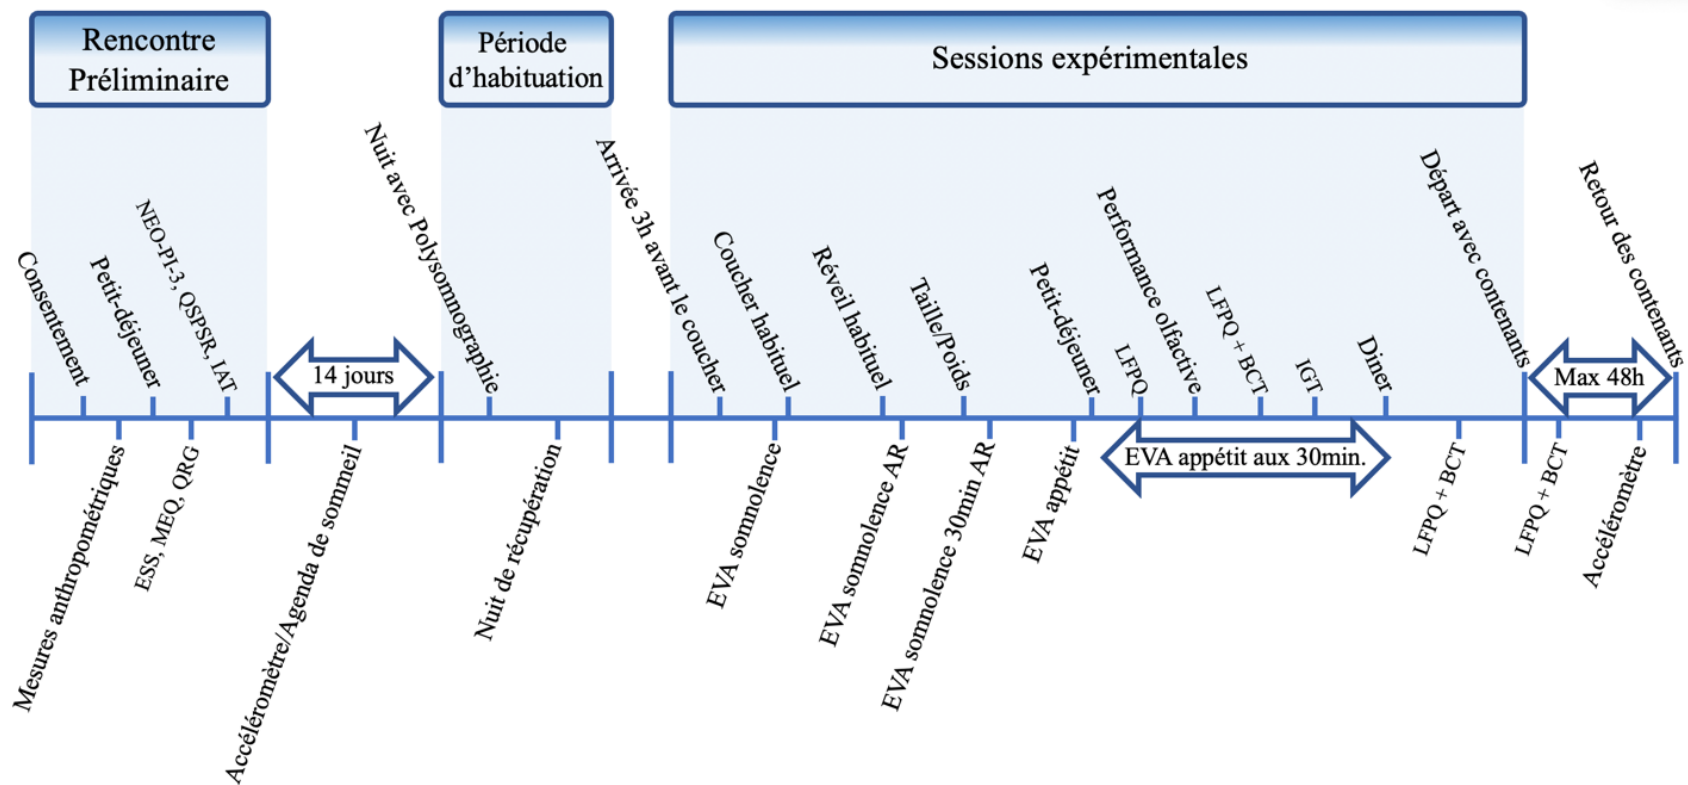 Rencontre
Préliminaire
Période
d’habituation
Sessions expérimentales
Consentement
Petit-déjeuner
NEO-PI-3, QSPSR, IAT
14 jours
Nuit avec Polysomnographie
Arrivée 3h avant le coucher
Coucher habituel
Réveil habituel
Taille/Poids
Petit-déjeuner
LFPQ
Performance olfactive
LFPQ + BCT
IGT
Diner
Départ avec contenants
Max 48h
Retour des contenants
Mesures anthropométriques
ESS, MEQ, QRG
Accéléromètre/Agenda de sommeil
Nuit de récupération
EVA somnolence
EVA somnolence AR
EVA somnolence 30min AR
EVA appétit
EVA appétit aux 30min.
LFPQ + BCT
LFPQ + BCT
Accéléromètre